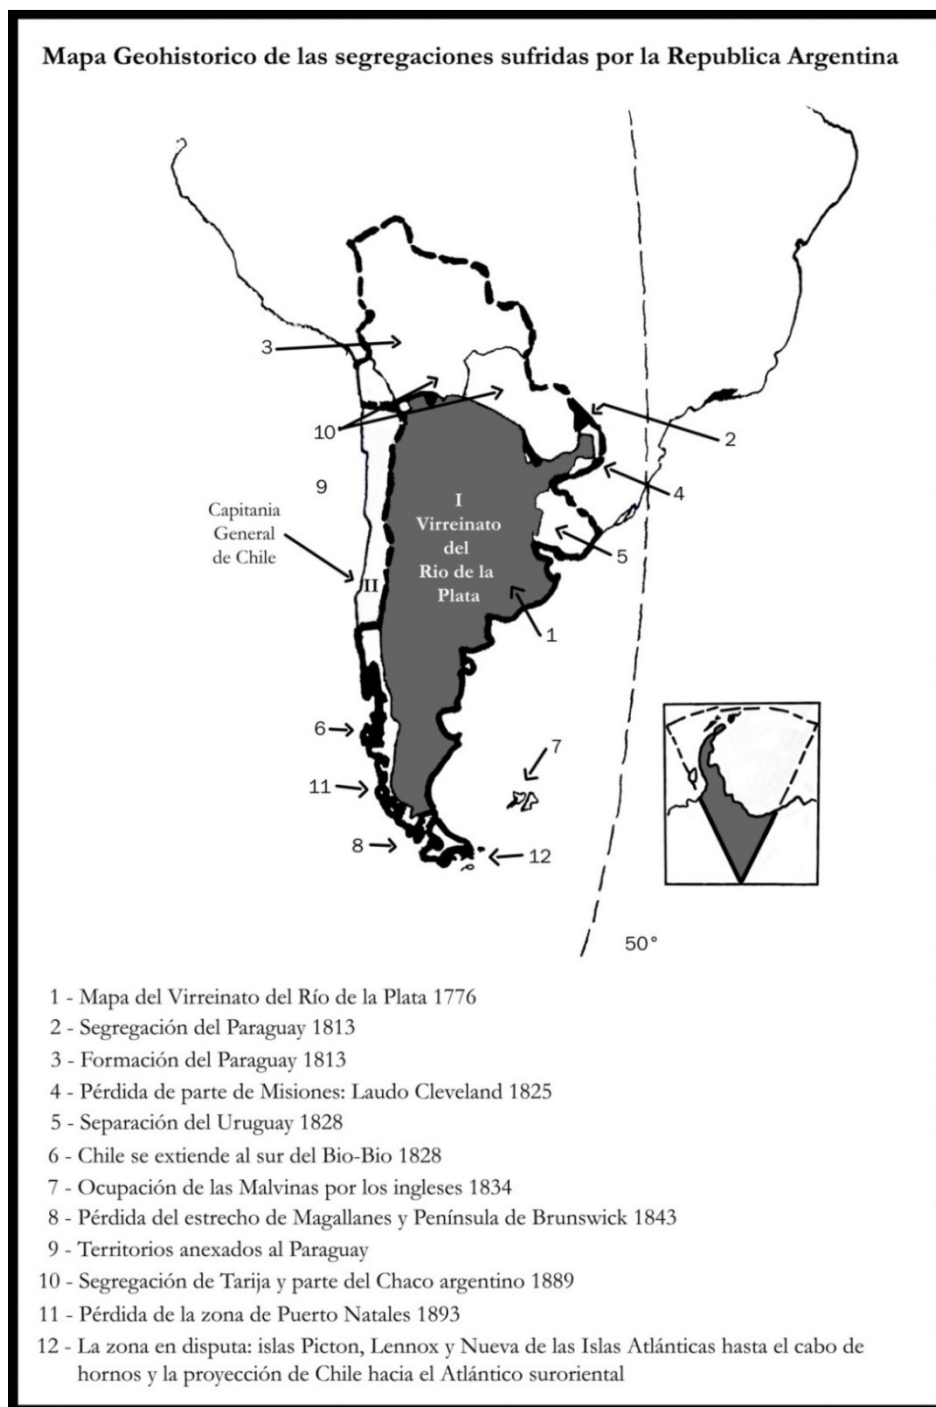 Mapa Geohistorico de las segregaciones sufridas por la Republica Argentina
3
10
2
9
4
Capitania
General
de Chile
I
Virreinato
del
Rio de la
Plata
5
II
1
6
7
11
8
12
50°
1 - Mapa del Virreinato del Río de la Plata 1776
2 - Segregación del Paraguay 1813
3 - Formación del Paraguay 1813
4 - Pérdida de parte de Misiones: Laudo Cleveland 1825
5 - Separación del Uruguay 1828
6 - Chile se extiende al sur del Bio-Bio 1828
7 - Ocupación de las Malvinas por los ingleses 1834
8 - Pérdida del estrecho de Magallanes y Península de Brunswick 1843
9 - Territorios anexados al Paraguay
10 - Segregación de Tarija y parte del Chaco argentino 1889
11 - Pérdida de la zona de Puerto Natales 1893
12 - La zona en disputa: islas Picton, Lennox y Nueva de las Islas Atlánticas hasta el cabo de
hornos y la proyección de Chile hacia el Atlántico suroriental